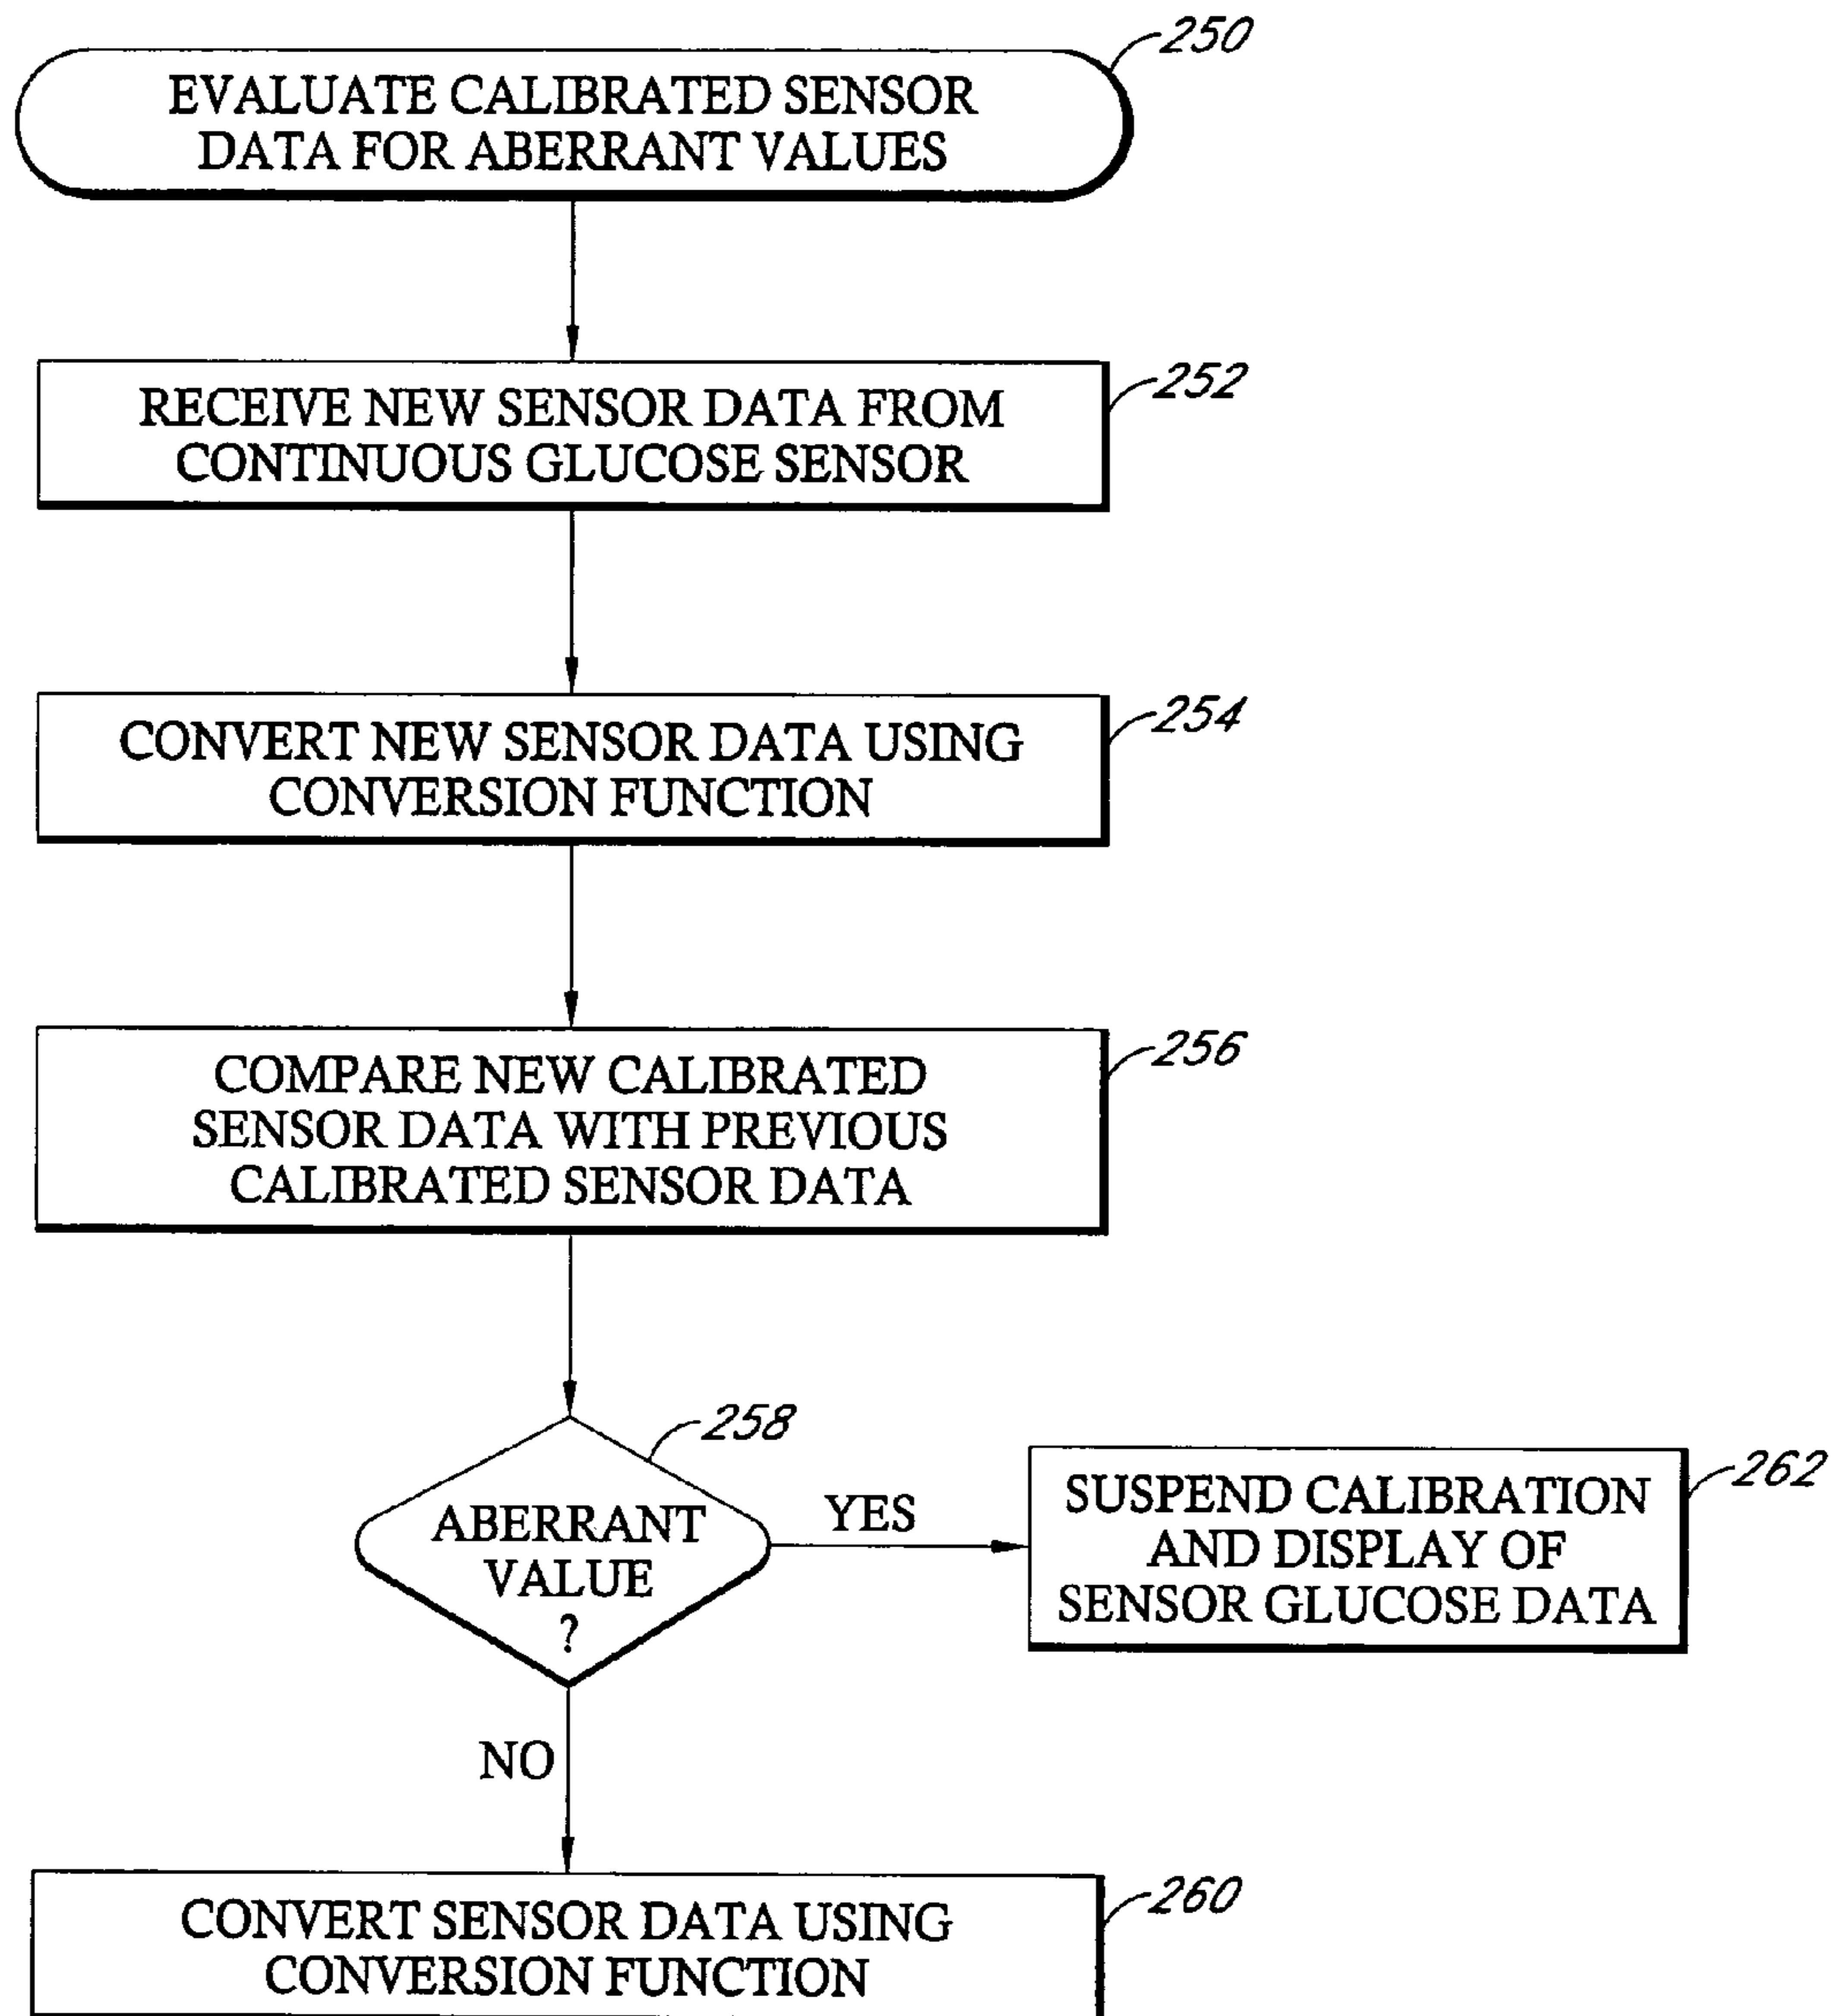 250
EVALUATE CALIBRATED SENSOR
DATA FOR ABERRANT VALUES
252
RECEIVE NEW SENSOR DATA FROM
CONTINUOUS GLUCOSE SENSOR
254
CONVERT NEW SENSOR DATA USING
CONVERSION FUNCTION
256
COMPARE NEW CALIBRATED
SENSOR DATA WITH PREVIOUS
CALIBRATED SENSOR DATA
258
ABERRANT
VALUE
?
YES
262
SUSPEND CALIBRATION
AND DISPLAY OF
SENSOR GLUCOSE DATA
NO
260
CONVERT SENSOR DATA USING
CONVERSION FUNCTION